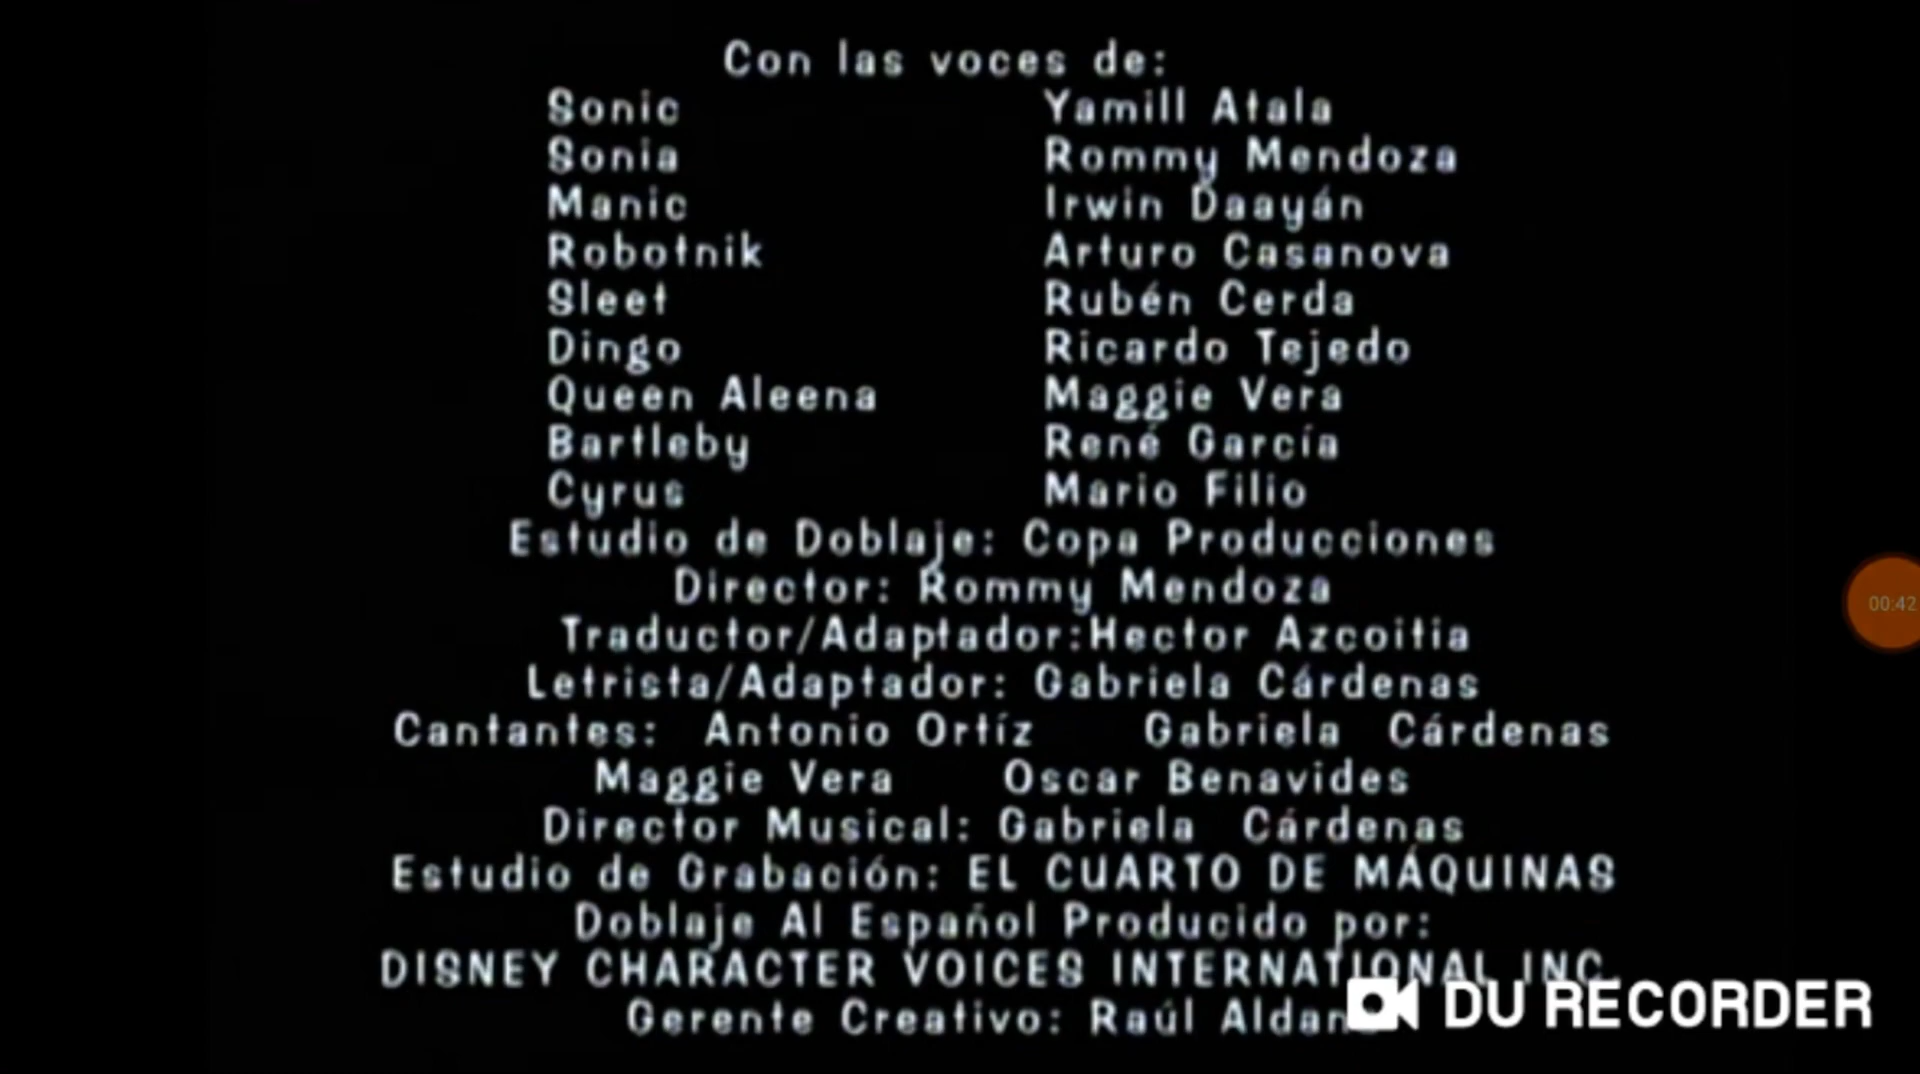 Con las voces de:
Sonic Yamill Atala
Sonia Rommy Mendoza
Manic Irwin Daayán
Robotnik Arturo Casanova
Sleet Rubén Cerda
Dingo Ricardo Tejedo
Queen Aleena Maggie Vera
Bartleby René García
Cyrus Mario Filio
Estudio de Doblaje: Copa Producciones
Director: Rommy Mendoza
Traductor/Adaptador:Hector Azcoitia
Letrista/Adaptador: Gabriela Cárdenas
Cantantes: Antonio Ortíz Gabriela Cárdenas
Maggie Vera Oscar Benavides
Director Musical: Gabriela Cárdenas
Estudio de Grabación: EL CUARTO DE MÁQUINAS
Doblaje Al Español Producido por:
DISNEY CHARACTER VOICES INTERNATIONAL INC.
Gerente Creativo: Raúl
DU RECORDER
00:42